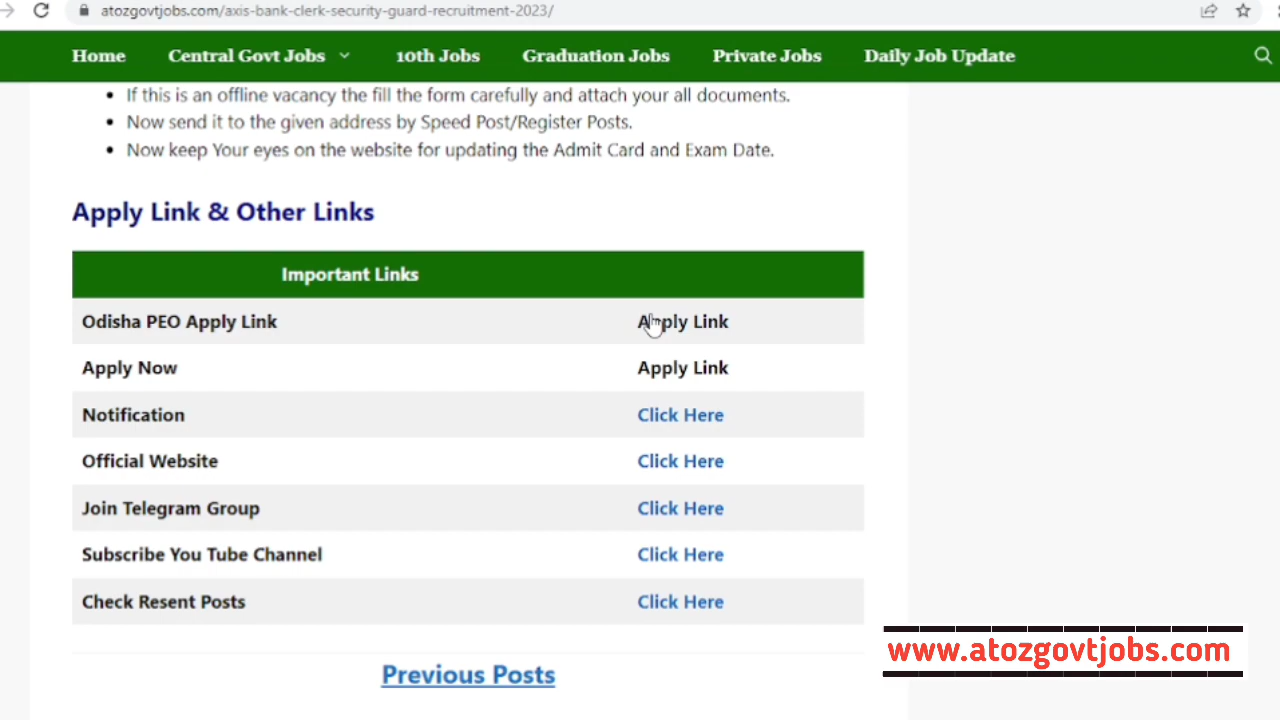 atozgovtjobs.com/axis-bank-clerk-security-guard-recruitment-2023/
Home Central Govt Jobs 10th Jobs Graduation Jobs Private Jobs Daily Job Update
If this is an offline vacancy the fill the form carefully and attach your all documents.
Now send it to the given address by Speed Post/Register Posts.
Now keep Your eyes on the website for updating the Admit Card and Exam Date.
Apply Link & Other Links
Important Links
Odisha PEO Apply Link Apply Link
Apply Now Apply Link
Notification Click Here
Official Website Click Here
Join Telegram Group Click Here
Subscribe You Tube Channel Click Here
Check Resent Posts Click Here
www.atozgovtjobs.com
Previous Posts